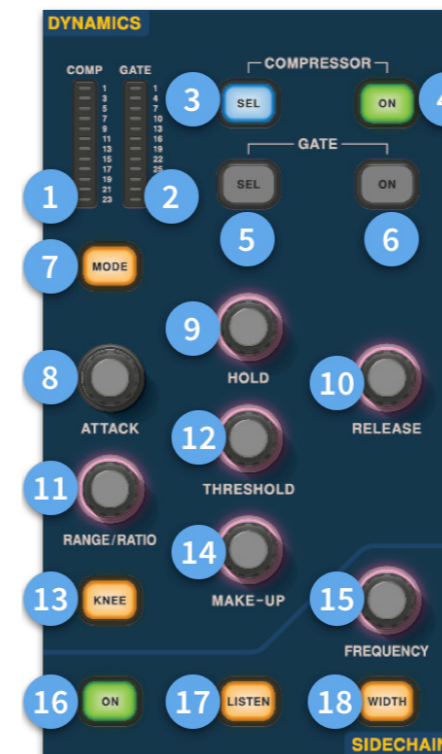 DYNAMICS
COMP GATE
COMPRESSOR
1 1
3 4
5 7
7 10
9 13
11 16
13 19
15 22
17 25
19
21
23
3 SEL ON 4
GATE
1 2
SEL ON
5 6
7 MODE
9
HOLD
8
ATTACK
10
RELEASE
12
THRESHOLD
11
RANGE/RATIO
14
MAKE-UP
13 KNEE
15
FREQUENCY
16 ON 17 LISTEN 18 WIDTH
SIDECHAIN